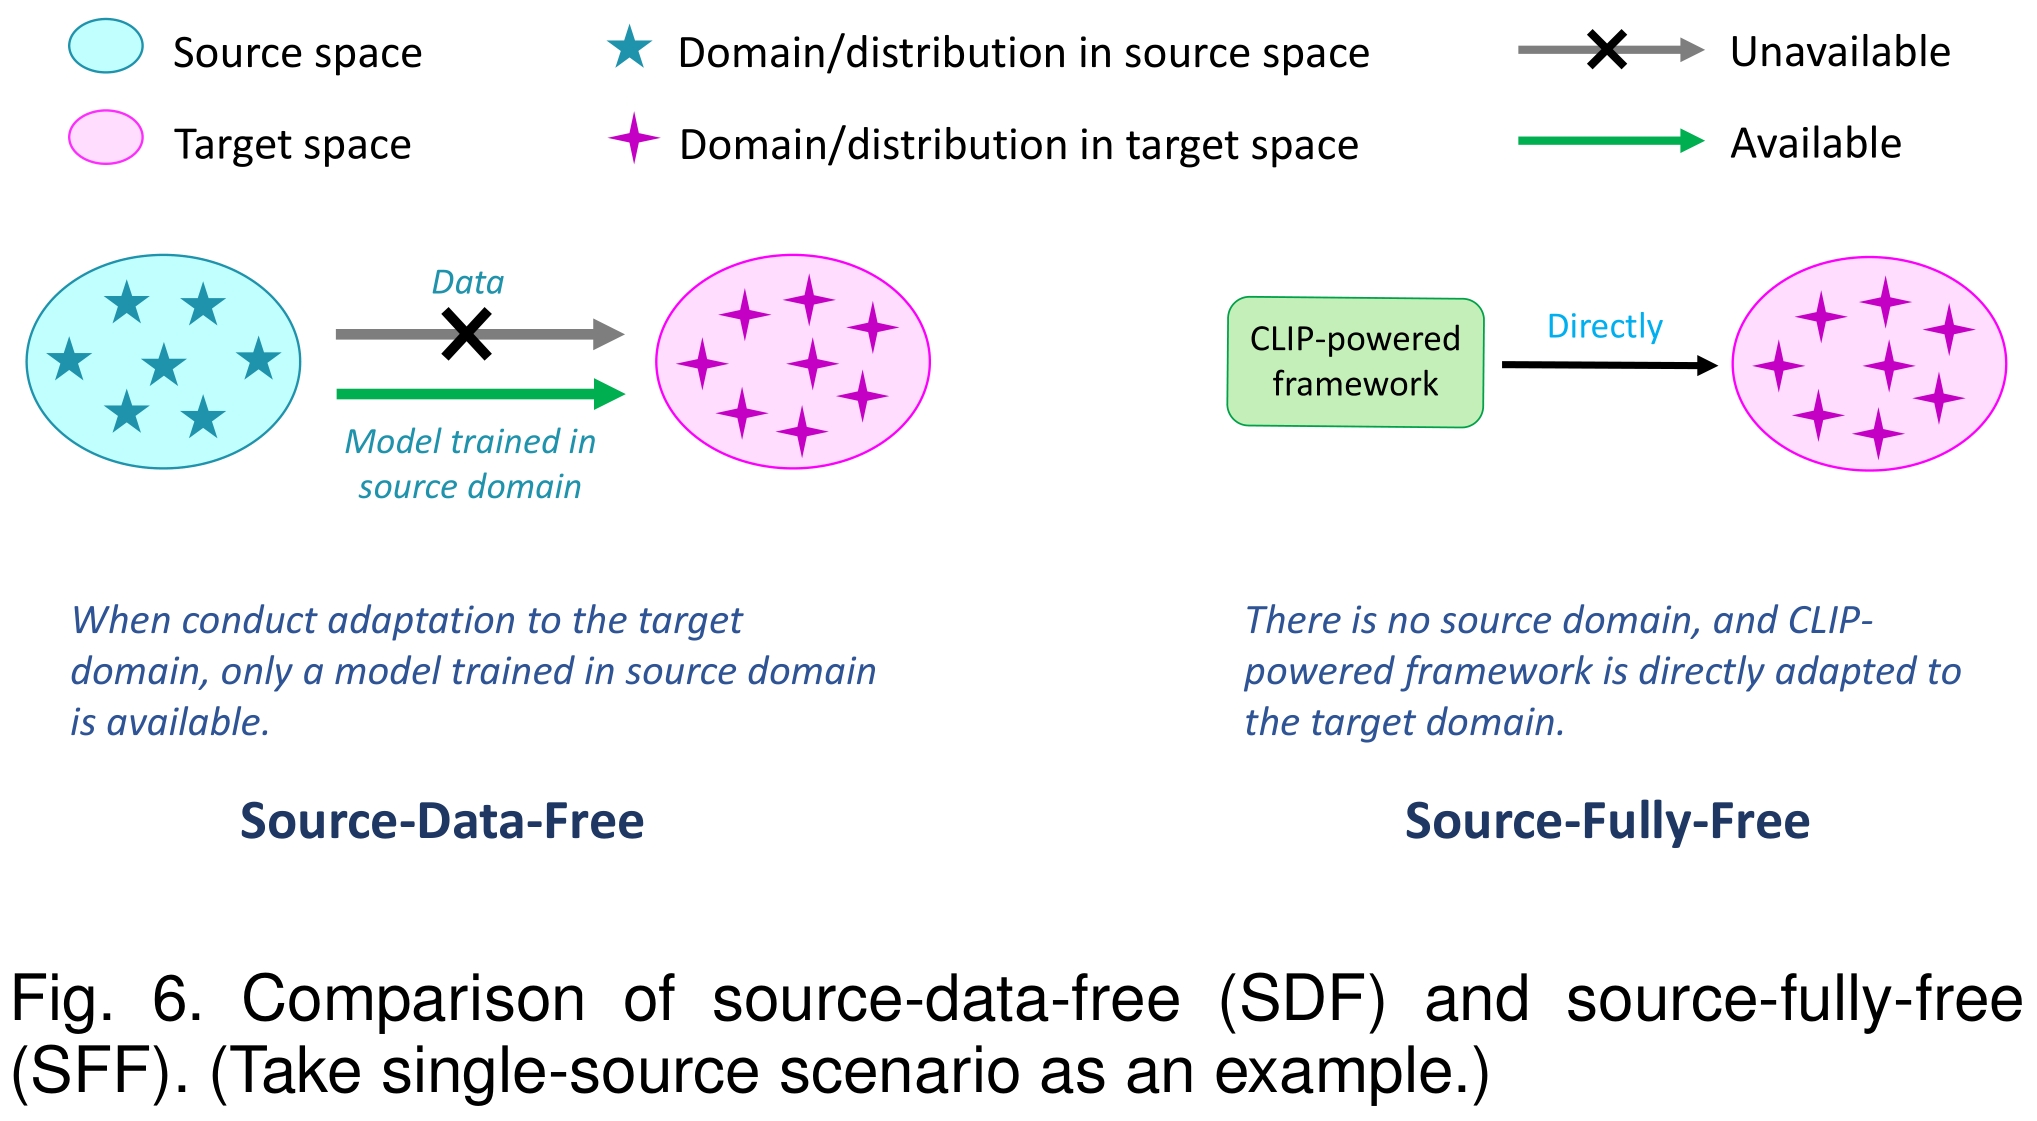 Source space
Domain/distribution in source space
Unavailable
Target space
Domain/distribution in target space
Available
Data
Model trained in
source domain
CLIP-powered
framework
Directly
When conduct adaptation to the target
domain, only a model trained in source domain
is available.
There is no source domain, and CLIP-
powered framework is directly adapted to
the target domain.
Source-Data-Free
Source-Fully-Free
Fig. 6. Comparison of source-data-free (SDF) and source-fully-free
(SFF). (Take single-source scenario as an example.)